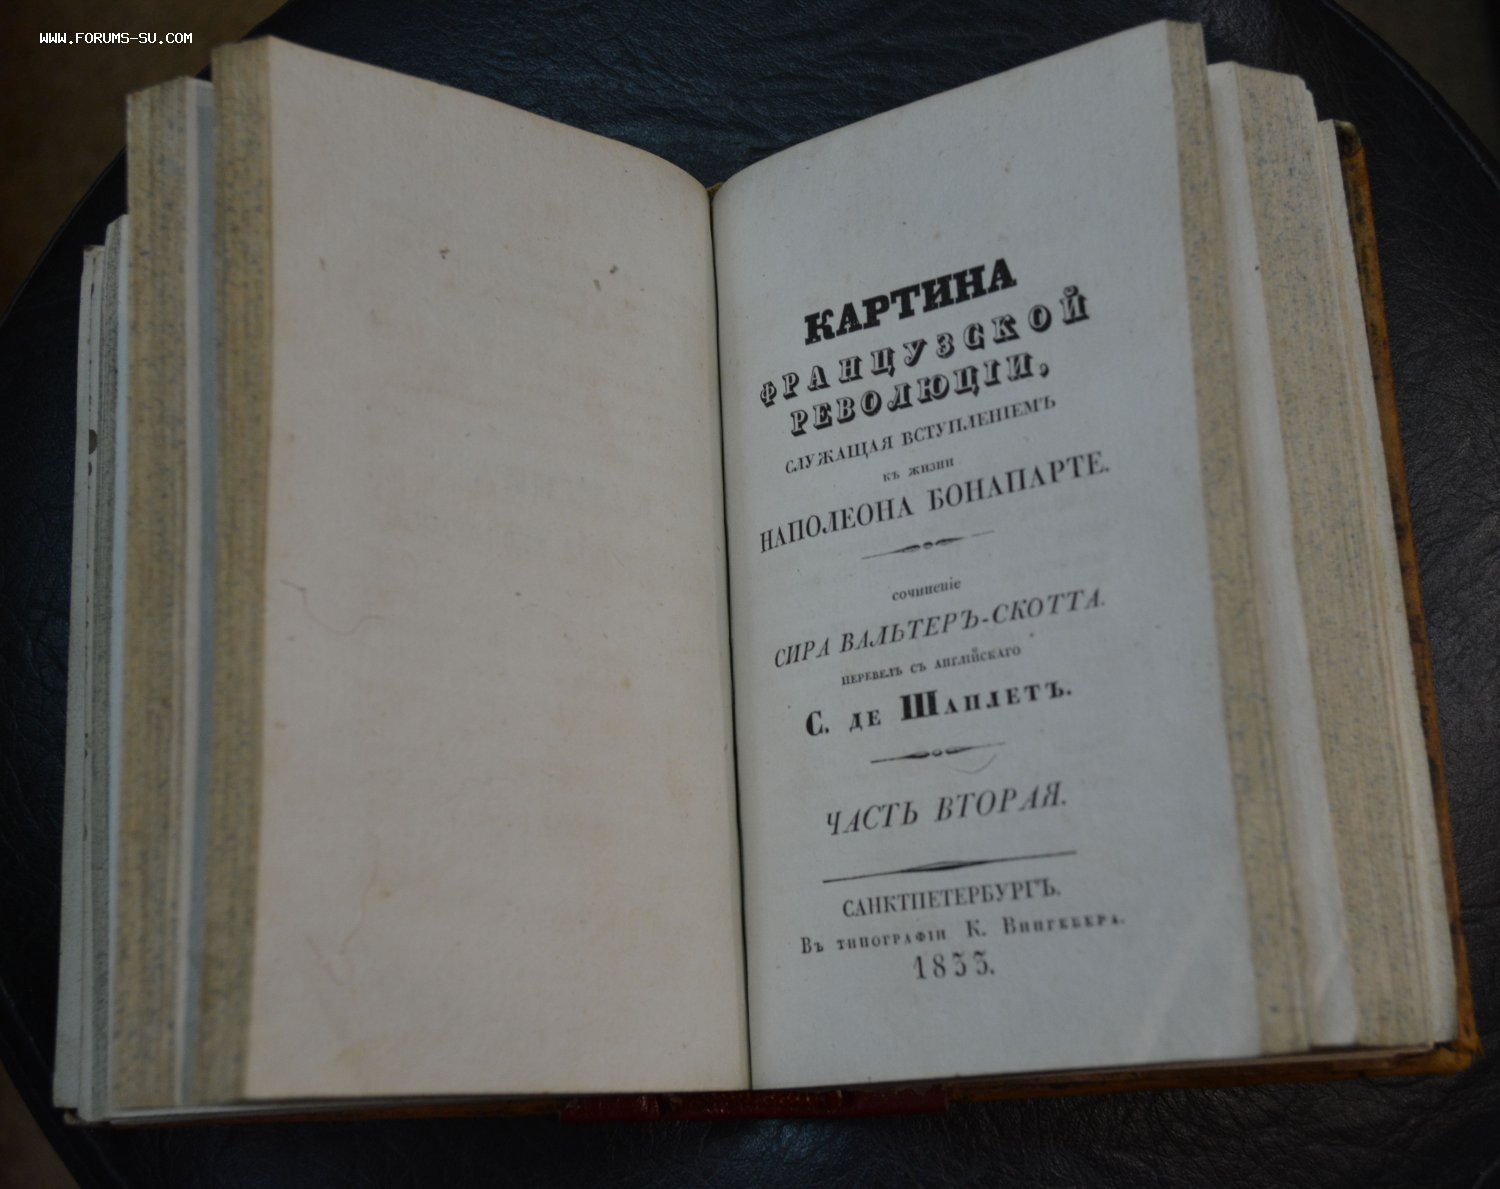 WWW.FORUMS-SU.COM
КАРТИНА
ФРАНЦУЗСКОЙ
РЕВОЛЮЦІИ,
СЛУЖАЩАЯ ВСТУПЛЕНІЕМЪ
КЪ ЖИЗНИ
НАПОЛЕОНА БОНАПАРТЕ.
сочиненіе
СИРА ВАЛЬТЕРЪ-СКОТТА.
ПЕРЕВЕЛЪ СЪ АНГЛІЙСКАГО
С. ДЕ ШАПЛЕТЪ.
ЧАСТЬ ВТОРАЯ.
САНКТПЕТЕРБУРГЪ.
ВЪ ТИПОГРАФІИ К. ВИНГЕБЕРА.
1833.